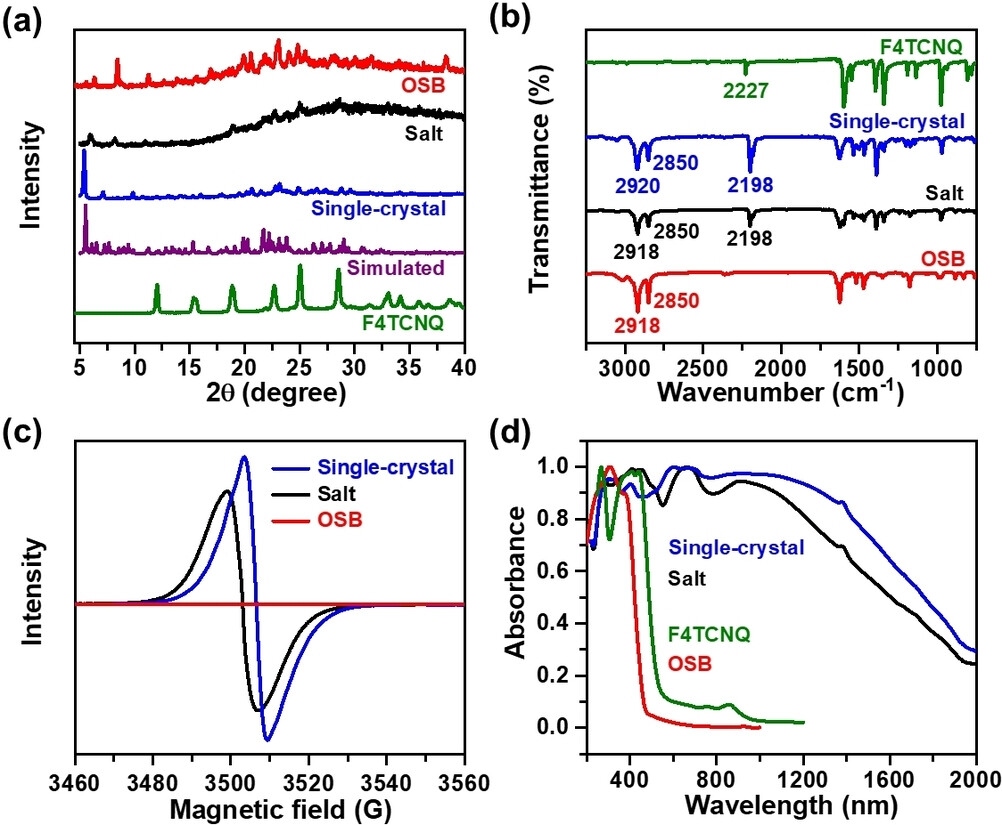 (a)
OSB
Salt
Single-crystal
Simulated
F4TCNQ
Intensity
5 10 15 20 25 30 35 40
2θ (degree)
(b)
F4TCNQ
2227
Single-crystal
2850
2920 2198
Salt
2850
2918 2198
OSB
2850
2918
Transmittance (%)
3000 2500 2000 1500 1000
Wavenumber (cm⁻¹)
(c)
Single-crystal
Salt
OSB
Intensity
3460 3480 3500 3520 3540 3560
Magnetic field (G)
(d)
1.0
0.8
0.6
0.4
0.2
0.0
Absorbance
Single-crystal
Salt
F4TCNQ
OSB
400 800 1200 1600 2000
Wavelength (nm)